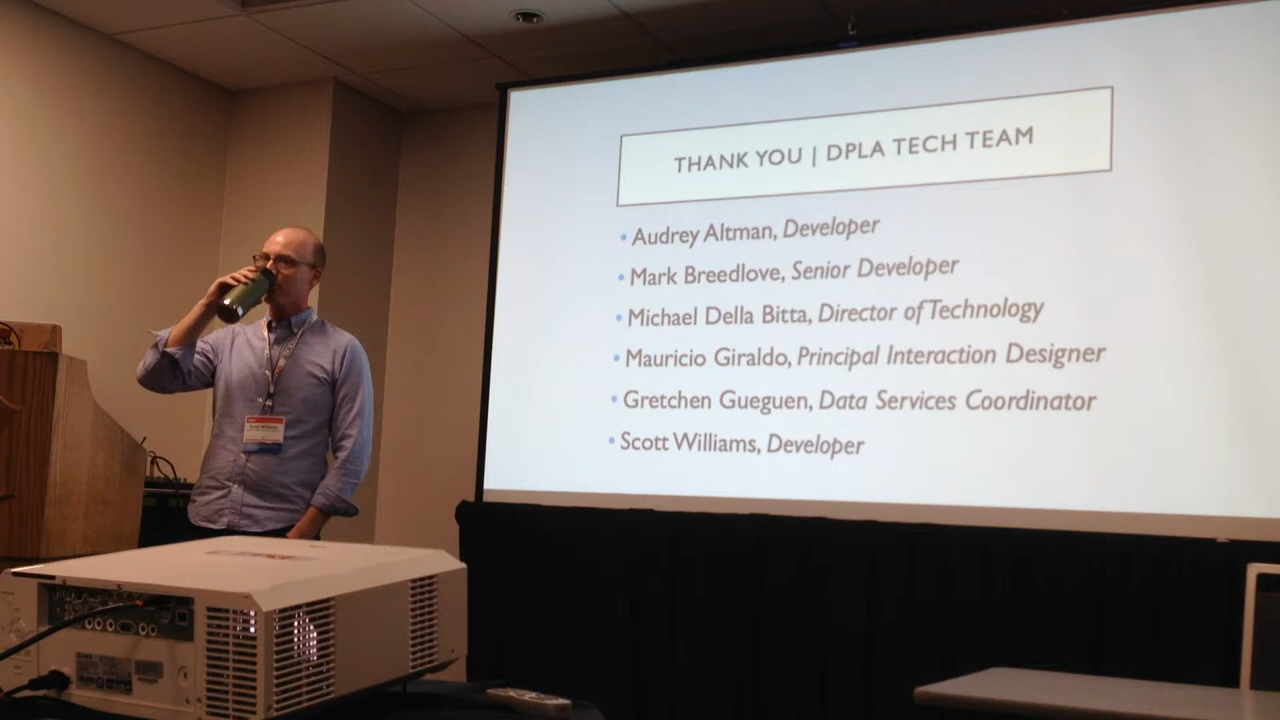 THANK YOU | DPLA TECH TEAM
• Audrey Altman, Developer
• Mark Breedlove, Senior Developer
• Michael Della Bitta, Director of Technology
• Mauricio Giraldo, Principal Interaction Designer
• Gretchen Gueguen, Data Services Coordinator
• Scott Williams, Developer